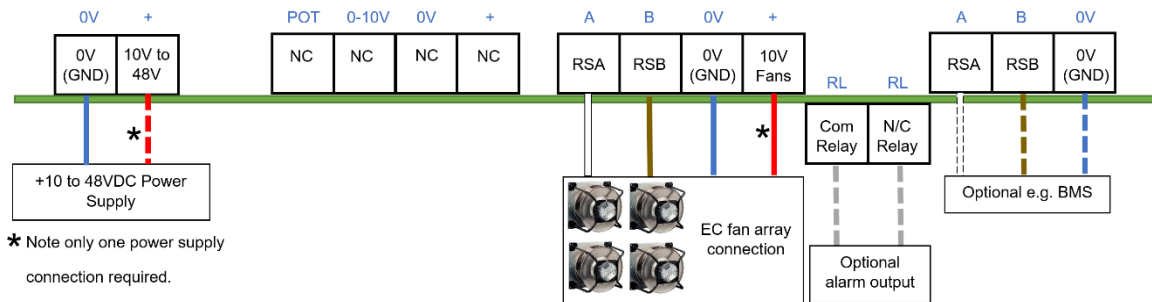 0V +
POT 0-10V 0V +
A B 0V +
A B 0V
0V
(GND)
10V to
48V
NC NC NC NC
RSA RSB
0V
(GND)
10V
Fans
RL RL
RSA RSB
0V
(GND)
*
*
Com
Relay
N/C
Relay
+10 to 48VDC Power
Supply
* Note only one power supply
connection required.
EC fan array
connection
Optional
alarm output
Optional e.g. BMS